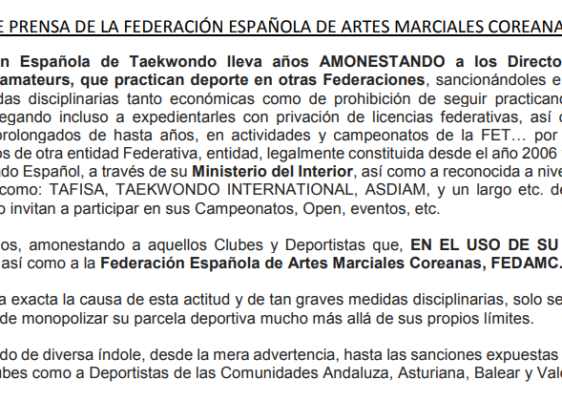 E PRENSA DE LA FEDERACIÓN ESPAÑOLA DE ARTES MARCIALES COREANA
n Española de Taekwondo lleva años AMONESTANDO a los Directo
amateurs, que practican deporte en otras Federaciones, sancionándoles e
das disciplinarias tanto económicas como de prohibición de seguir practicand
egando incluso a expedientarles con privación de licencias federativas, así c
prolongados de hasta años, en actividades y campeonatos de la FET… por
os de otra entidad Federativa, entidad, legalmente constituida desde el año 2006
do Español, a través de su Ministerio del Interior, así como a reconocida a nive
como: TAFISA, TAEKWONDO INTERNATIONAL, ASDIAM, y un largo etc. de
o invitan a participar en sus Campeonatos, Open, eventos, etc.
os, amonestando a aquellos Clubes y Deportistas que, EN EL USO DE SU
así como a la Federación Española de Artes Marciales Coreanas, FEDAMC.
a exacta la causa de esta actitud y de tan graves medidas disciplinarias, solo se
de monopolizar su parcela deportiva mucho más allá de sus propios límites.
do de diversa índole, desde la mera advertencia, hasta las sanciones expuestas
ubes como a Deportistas de las Comunidades Andaluza, Asturiana, Balear y Vale